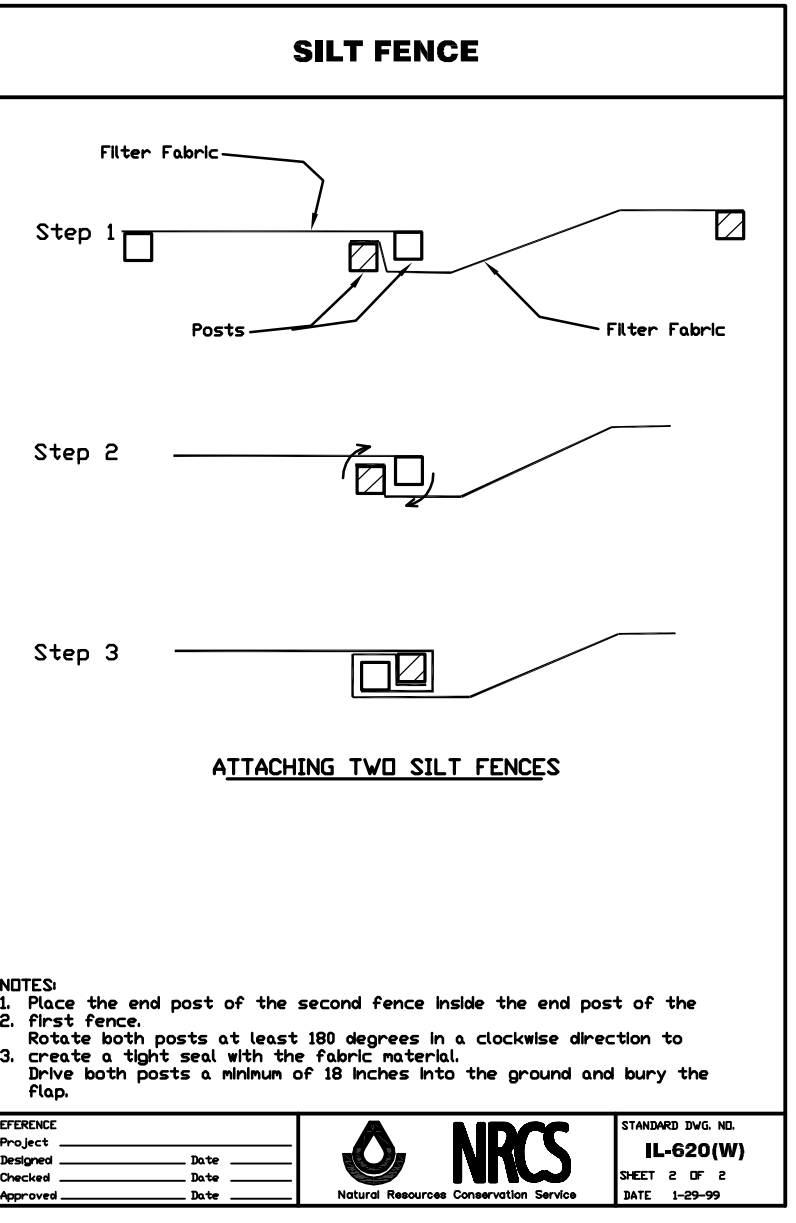 SILT FENCE
Filter Fabric
Step 1
Posts
Filter Fabric
Step 2
Step 3
ATTACHING TWO SILT FENCES
NOTES:
1. Place the end post of the second fence inside the end post of the
2. first fence.
Rotate both posts at least 180 degrees in a clockwise direction to
3. create a tight seal with the fabric material.
Drive both posts a minimum of 18 inches into the ground and bury the
flap.
EFERENCE
Project
Designed Date
Checked Date
Approved Date
NRCS
Natural Resources Conservation Service
STANDARD DWG. NO.
IL-620(W)
SHEET 2 OF 2
DATE 1-29-99